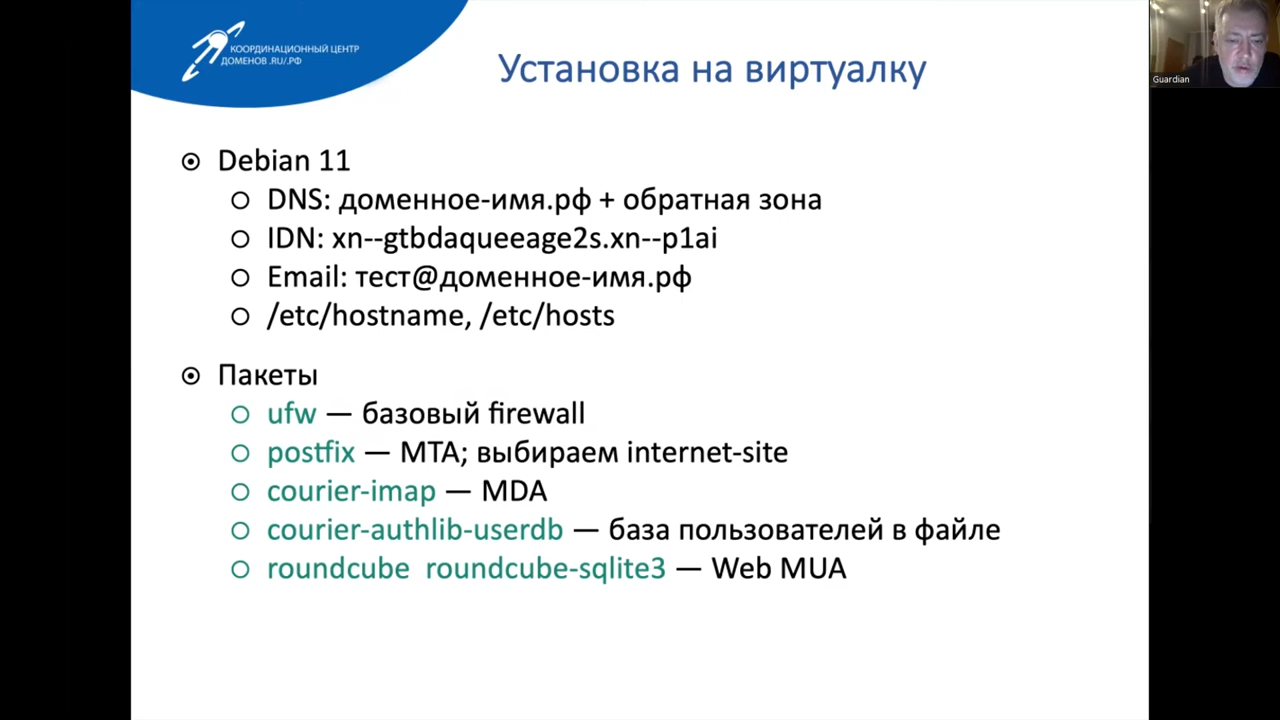 КООРДИНАЦИОННЫЙ ЦЕНТР
ДОМЕНОВ .RU/.РФ
Установка на виртуалку
Guardian
Debian 11
DNS: доменное-имя.рф + обратная зона
IDN: xn--gtbdaqueeage2s.xn--p1ai
Email: тест@доменное-имя.рф
/etc/hostname, /etc/hosts
Пакеты
ufw — базовый firewall
postfix — MTA; выбираем internet-site
courier-imap — MDA
courier-authlib-userdb — база пользователей в файле
roundcube roundcube-sqlite3 — Web MUA